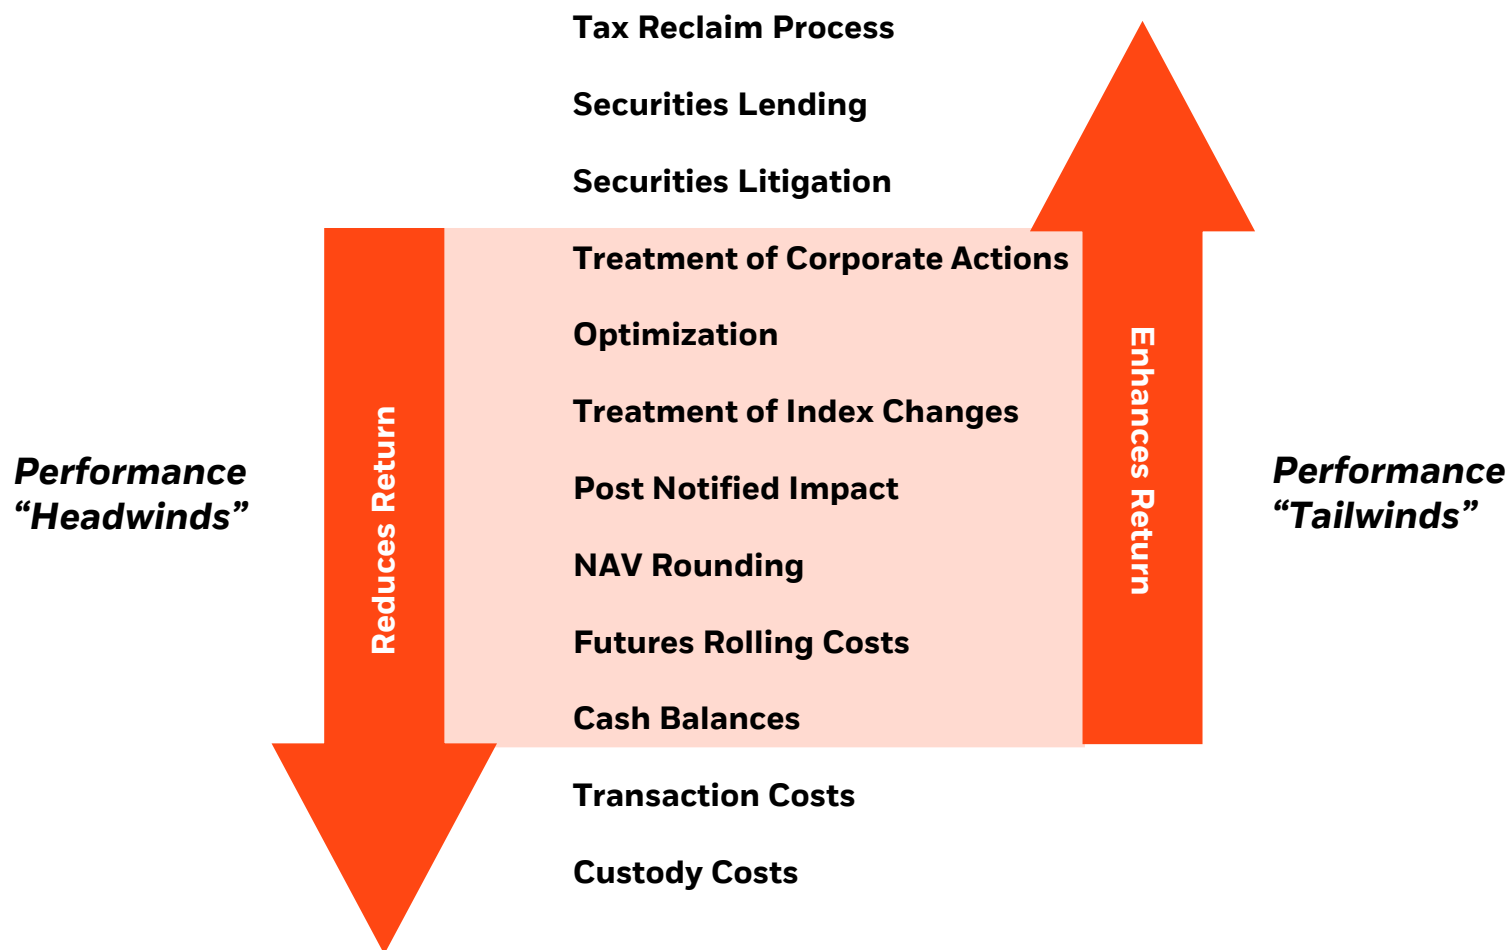 Tax Reclaim Process
Securities Lending
Securities Litigation
Treatment of Corporate Actions
Optimization
Treatment of Index Changes
Post Notified Impact
NAV Rounding
Futures Rolling Costs
Cash Balances
Transaction Costs
Custody Costs
Performance
“Headwinds”
Reduces Return
Enhances Return
Performance
“Tailwinds”